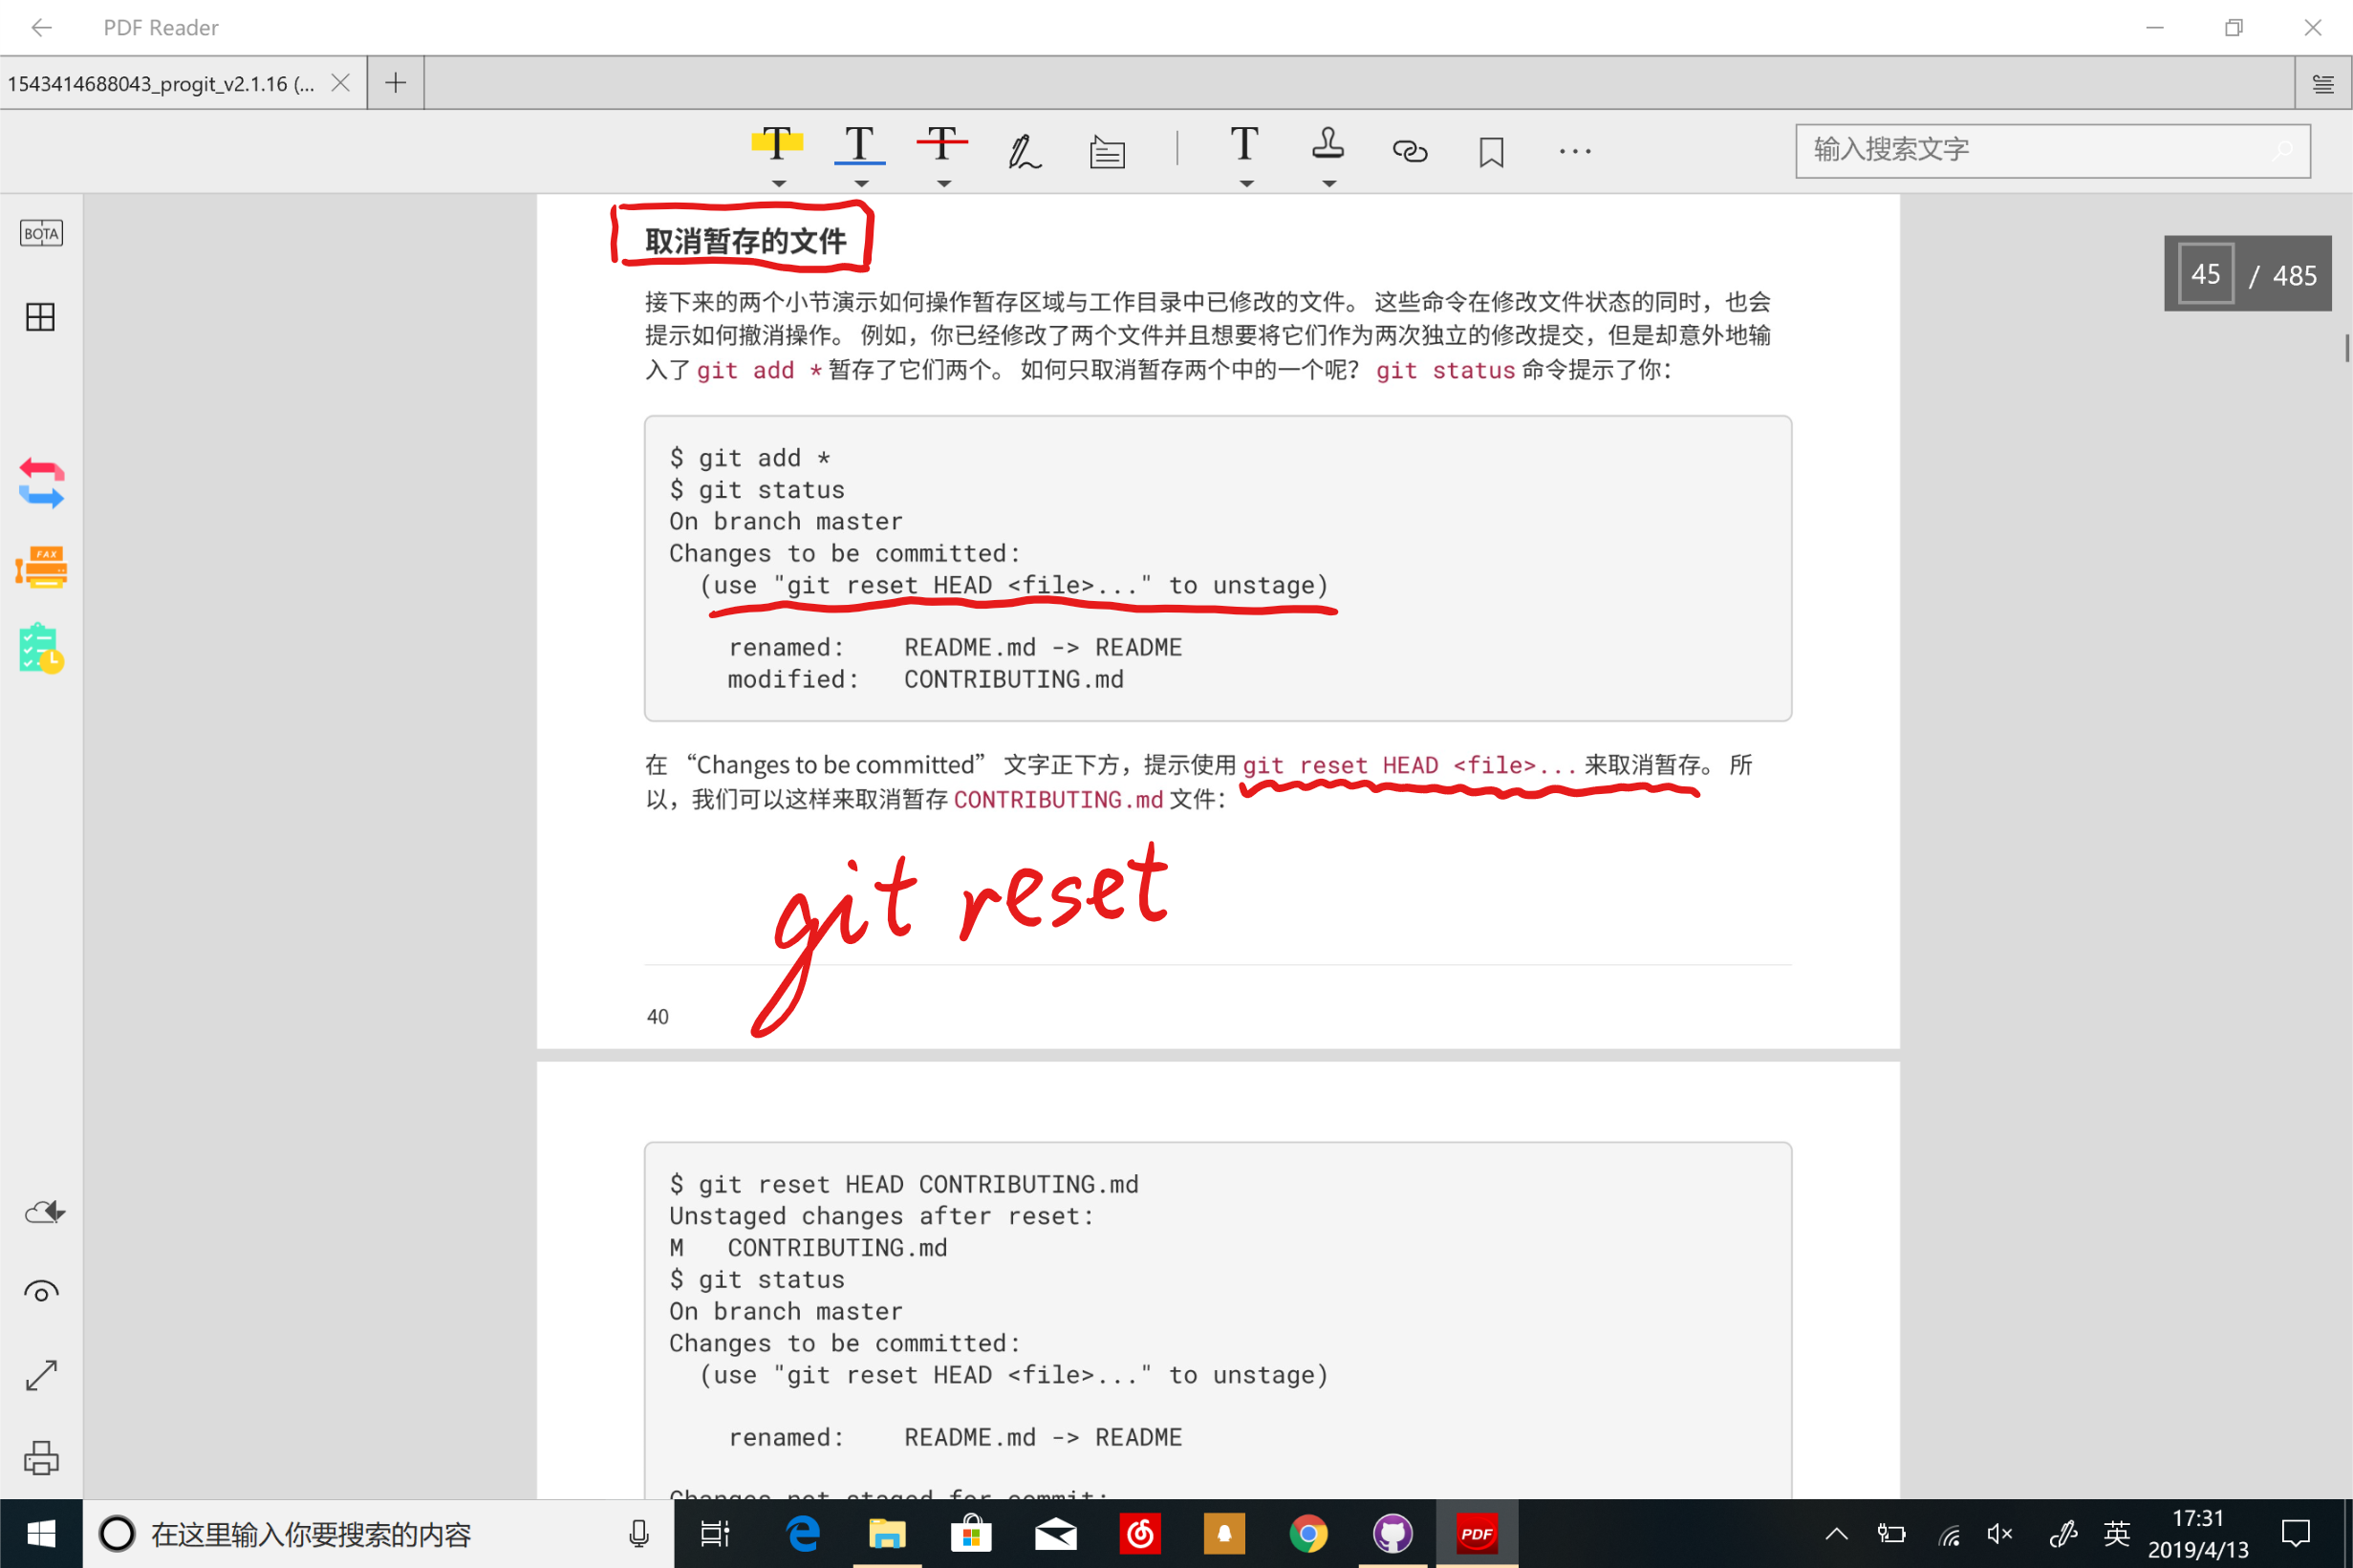 PDF Reader
1543414688043_progit_v2.1.16 (...
输入搜索文字
BOTA
取消暂存的文件
45 / 485
接下来的两个小节演示如何操作暂存区域与工作目录中已修改的文件。 这些命令在修改文件状态的同时，也会
提示如何撤消操作。 例如，你已经修改了两个文件并且想要将它们作为两次独立的修改提交，但是却意外地输
入了 git add * 暂存了它们两个。 如何只取消暂存两个中的一个呢？ git status 命令提示了你：
$ git add *
$ git status
On branch master
Changes to be committed:
  (use "git reset HEAD <file>..." to unstage)
    renamed:    README.md -> README
    modified:   CONTRIBUTING.md
FAX
在 “Changes to be committed” 文字正下方，提示使用 git reset HEAD <file>... 来取消暂存。 所
以，我们可以这样来取消暂存 CONTRIBUTING.md 文件：
git reset
40
$ git reset HEAD CONTRIBUTING.md
Unstaged changes after reset:
M   CONTRIBUTING.md
$ git status
On branch master
Changes to be committed:
  (use "git reset HEAD <file>..." to unstage)
    renamed:    README.md -> README
Changes not staged for commit:
在这里输入你要搜索的内容
PDF
英
17:31
2019/4/13